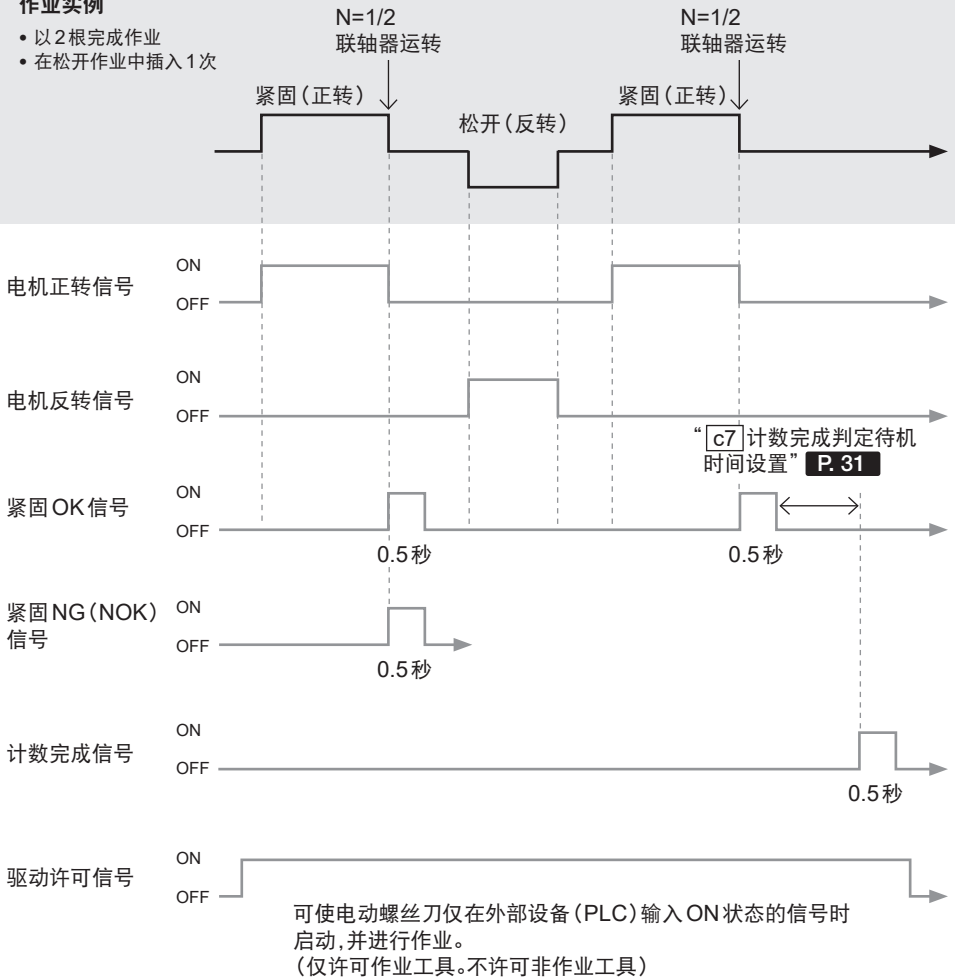 作业实例
• 以2根完成作业
• 在松开作业中插入1次
N=1/2
联轴器运转
N=1/2
联轴器运转
紧固（正转）
松开（反转）
紧固（正转）
电机正转信号
ON
OFF
电机反转信号
ON
OFF
“c7计数完成判定待机
时间设置” P. 31
紧固OK信号
ON
OFF
0.5秒
0.5秒
紧固NG（NOK）
信号
ON
OFF
0.5秒
计数完成信号
ON
OFF
0.5秒
驱动许可信号
ON
OFF
可使电动螺丝刀仅在外部设备（PLC）输入ON状态的信号时
启动，并进行作业。
（仅许可作业工具。不许可非作业工具）